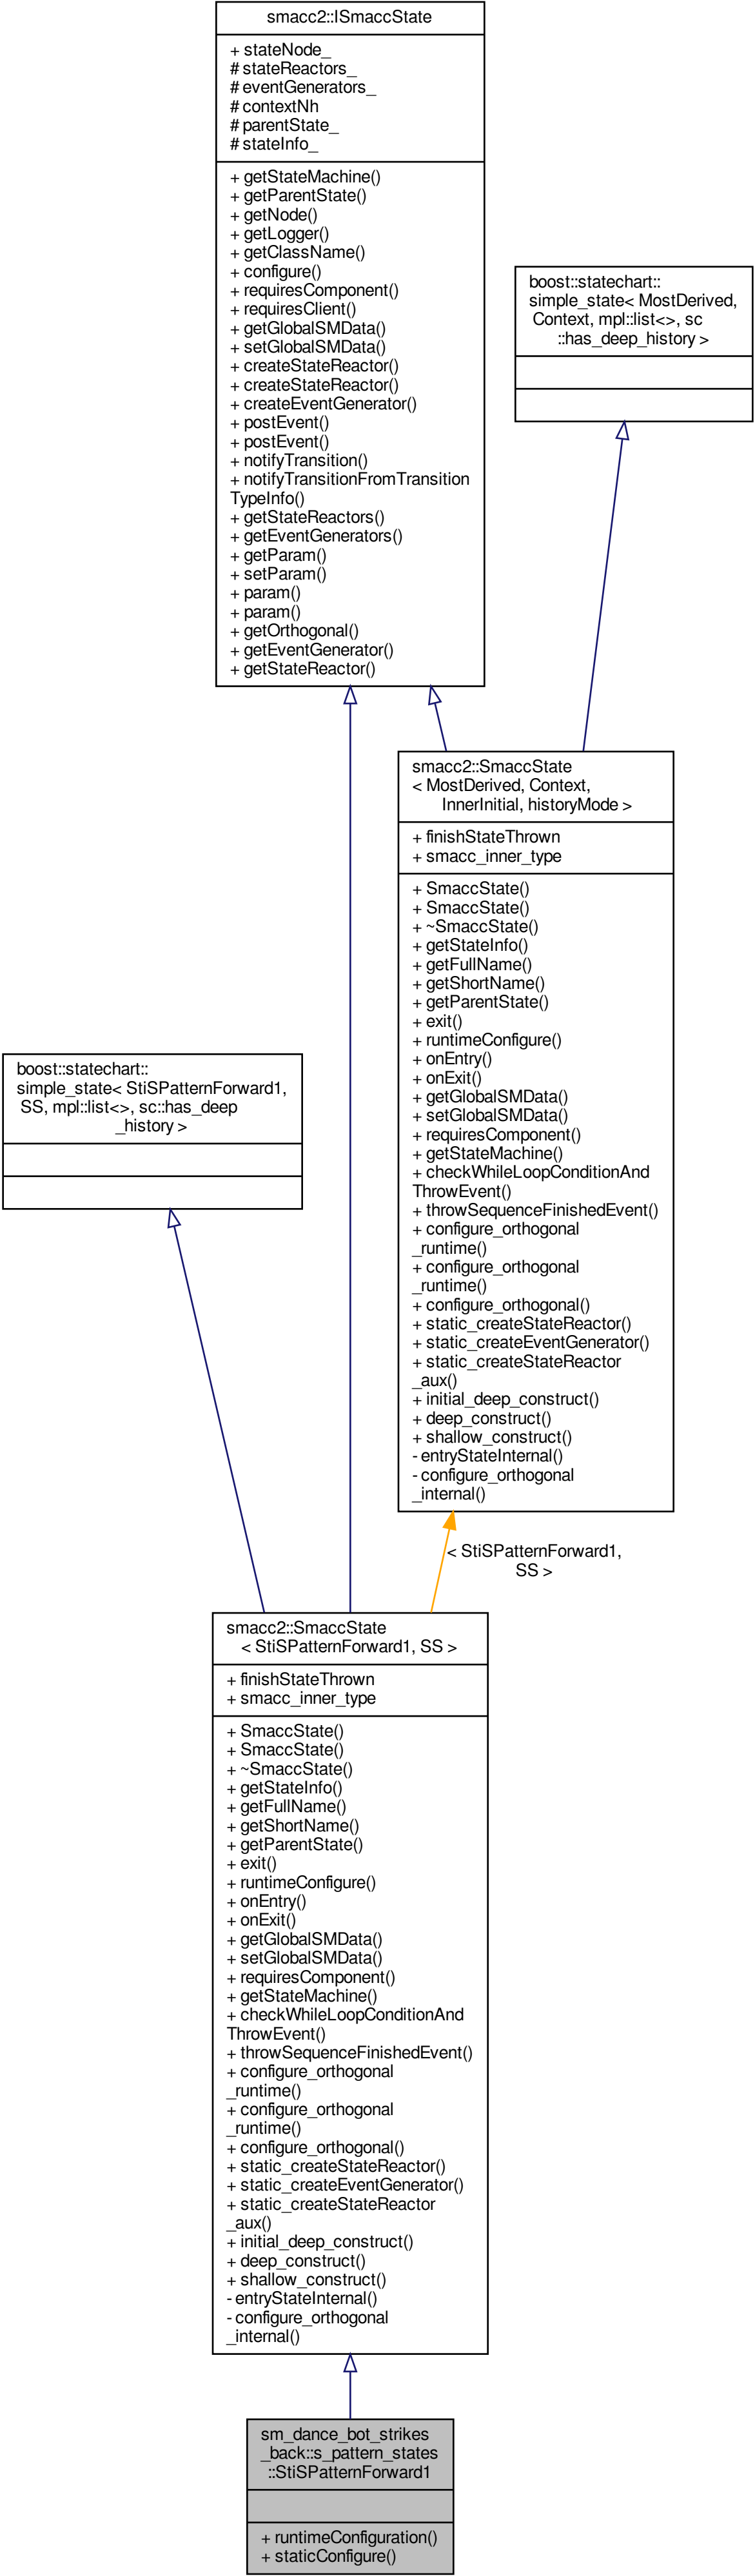 smacc2::ISmaccState
+ stateNode_
# stateReactors_
# eventGenerators_
# contextNh
# parentState_
# stateInfo_
+ getStateMachine()
+ getParentState()
+ getNode()
+ getLogger()
+ getClassName()
+ configure()
+ requiresComponent()
+ requiresClient()
+ getGlobalSMData()
+ setGlobalSMData()
+ createStateReactor()
+ createStateReactor()
+ createEventGenerator()
+ postEvent()
+ postEvent()
+ notifyTransition()
+ notifyTransitionFromTransition
TypeInfo()
+ getStateReactors()
+ getEventGenerators()
+ getParam()
+ setParam()
+ param()
+ param()
+ getOrthogonal()
+ getEventGenerator()
+ getStateReactor()
boost::statechart::
simple_state< MostDerived,
Context, mpl::list<>, sc
::has_deep_history >
smacc2::SmaccState
< MostDerived, Context,
InnerInitial, historyMode >
+ finishStateThrown
+ smacc_inner_type
+ SmaccState()
+ SmaccState()
+ ~SmaccState()
+ getStateInfo()
+ getFullName()
+ getShortName()
+ getParentState()
+ exit()
+ runtimeConfigure()
+ onEntry()
+ onExit()
+ getGlobalSMData()
+ setGlobalSMData()
+ requiresComponent()
+ getStateMachine()
+ checkWhileLoopConditionAnd
ThrowEvent()
+ throwSequenceFinishedEvent()
+ configure_orthogonal
_runtime()
+ configure_orthogonal
_runtime()
+ configure_orthogonal()
+ static_createStateReactor()
+ static_createEventGenerator()
+ static_createStateReactor
_aux()
+ initial_deep_construct()
+ deep_construct()
+ shallow_construct()
- entryStateInternal()
- configure_orthogonal
_internal()
boost::statechart::
simple_state< StiSPatternForward1,
SS, mpl::list<>, sc::has_deep
_history >
< StiSPatternForward1,
SS >
smacc2::SmaccState
< StiSPatternForward1, SS >
+ finishStateThrown
+ smacc_inner_type
+ SmaccState()
+ SmaccState()
+ ~SmaccState()
+ getStateInfo()
+ getFullName()
+ getShortName()
+ getParentState()
+ exit()
+ runtimeConfigure()
+ onEntry()
+ onExit()
+ getGlobalSMData()
+ setGlobalSMData()
+ requiresComponent()
+ getStateMachine()
+ checkWhileLoopConditionAnd
ThrowEvent()
+ throwSequenceFinishedEvent()
+ configure_orthogonal
_runtime()
+ configure_orthogonal
_runtime()
+ configure_orthogonal()
+ static_createStateReactor()
+ static_createEventGenerator()
+ static_createStateReactor
_aux()
+ initial_deep_construct()
+ deep_construct()
+ shallow_construct()
- entryStateInternal()
- configure_orthogonal
_internal()
sm_dance_bot_strikes
_back::s_pattern_states
::StiSPatternForward1
+ runtimeConfiguration()
+ staticConfigure()